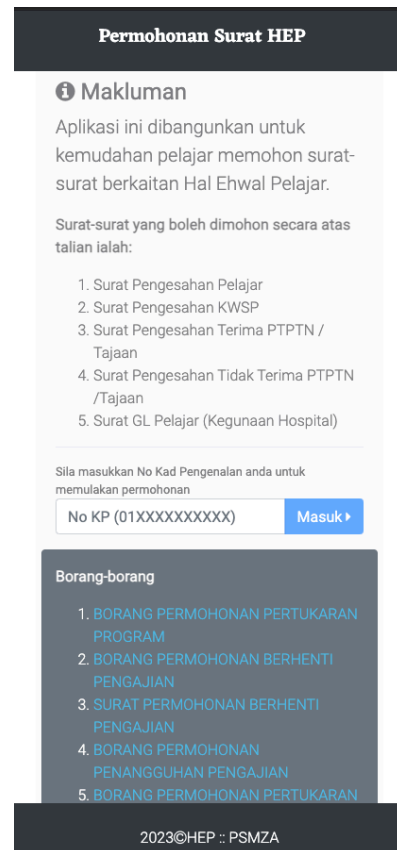 Permohonan Surat HEP
Makluman
Aplikasi ini dibangunkan untuk
kemudahan pelajar memohon surat-
surat berkaitan Hal Ehwal Pelajar.
Surat-surat yang boleh dimohon secara atas
talian ialah:
1. Surat Pengesahan Pelajar
2. Surat Pengesahan KWSP
3. Surat Pengesahan Terima PTPTN /
Tajaan
4. Surat Pengesahan Tidak Terima PTPTN
/Tajaan
5. Surat GL Pelajar (Kegunaan Hospital)
Sila masukkan No Kad Pengenalan anda untuk
memulakan permohonan
No KP (01XXXXXXXXXX) Masuk
Borang-borang
1. BORANG PERMOHONAN PERTUKARAN
PROGRAM
2. BORANG PERMOHONAN BERHENTI
PENGAJIAN
3. SURAT PERMOHONAN BERHENTI
PENGAJIAN
4. BORANG PERMOHONAN
PENANGGUHAN PENGAJIAN
5. BORANG PERMOHONAN PERTUKARAN
2023©HEP :: PSMZA